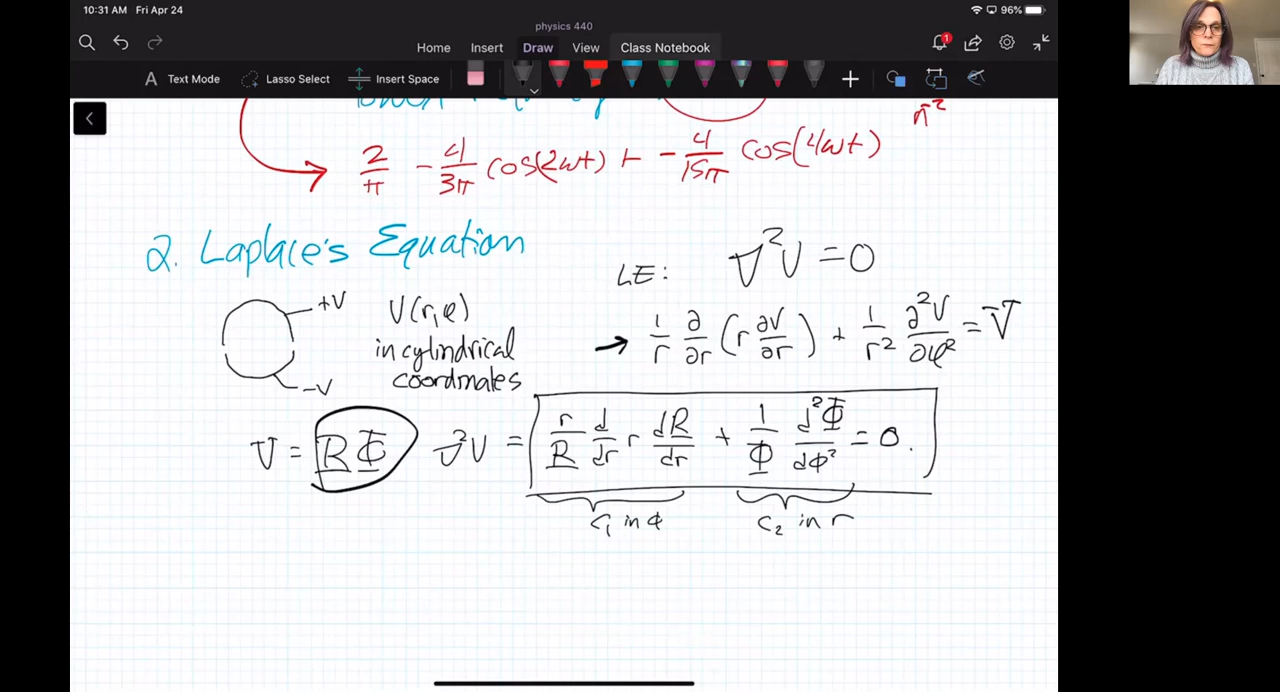 10:31 AM Fri Apr 24
96%
physics 440
Home Insert Draw View Class Notebook
1
A Text Mode Lasso Select Insert Space
π²
→ 2/π - 4/3π cos(2ωt) + - 4/15π cos(4ωt)
2. Laplace's Equation
LE: ∇²V = 0
+V
-V
V(r,φ)
in cylindrical
coordinates
→ 1/r ∂/∂r (r ∂V/∂r) + 1/r² ∂²V/∂φ² = V
V = RΦ ∇²V = r/R d/dr r dR/dr + 1/Φ d²Φ/dΦ² = 0.
C₁ in φ C₂ in r